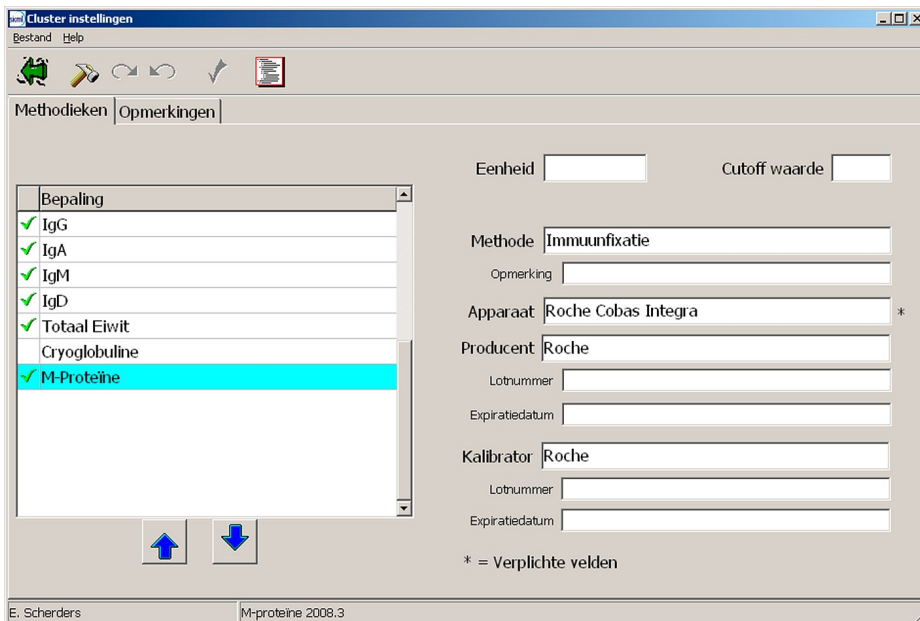 skml Cluster instellingen
Bestand Help
Methodieken Opmerkingen
Eenheid Cutoff waarde
Bepaling
IgG
IgA
IgM
IgD
Totaal Eiwit
Cryoglobuline
M-Proteïne
Methode Immuunfixatie
Opmerking
Apparaat Roche Cobas Integra *
Producent Roche
Lotnummer
Expiratiedatum
Kalibrator Roche
Lotnummer
Expiratiedatum
* = Verplichte velden
E. Scherders M-proteïne 2008.3